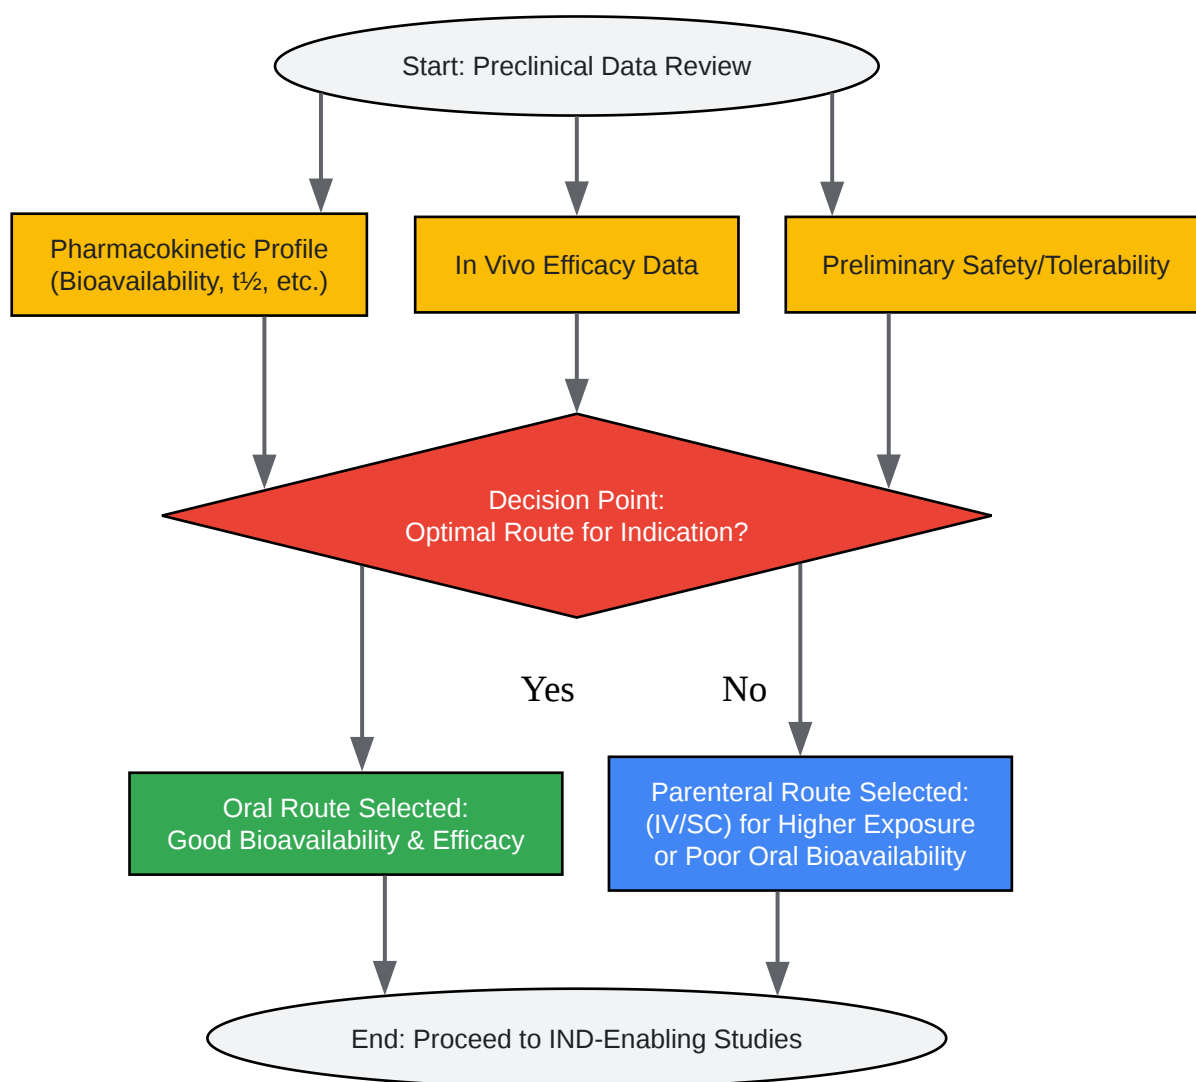 Start: Preclinical Data Review
Pharmacokinetic Profile
(Bioavailability, t½, etc.)
In Vivo Efficacy Data
Preliminary Safety/Tolerability
Decision Point:
Optimal Route for Indication?
Yes
No
Oral Route Selected:
Good Bioavailability & Efficacy
Parenteral Route Selected:
(IV/SC) for Higher Exposure
or Poor Oral Bioavailability
End: Proceed to IND-Enabling Studies